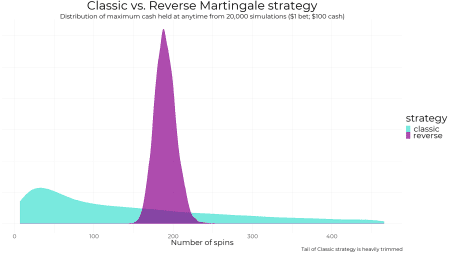 Classic vs. Reverse Martingale strategy
Distribution of maximum cash held at anytime from 20,000 simulations ($1 bet; $100 cash)
strategy
classic
reverse
0 100 200 300 400
Number of spins
Tail of Classic strategy is heavily trimmed